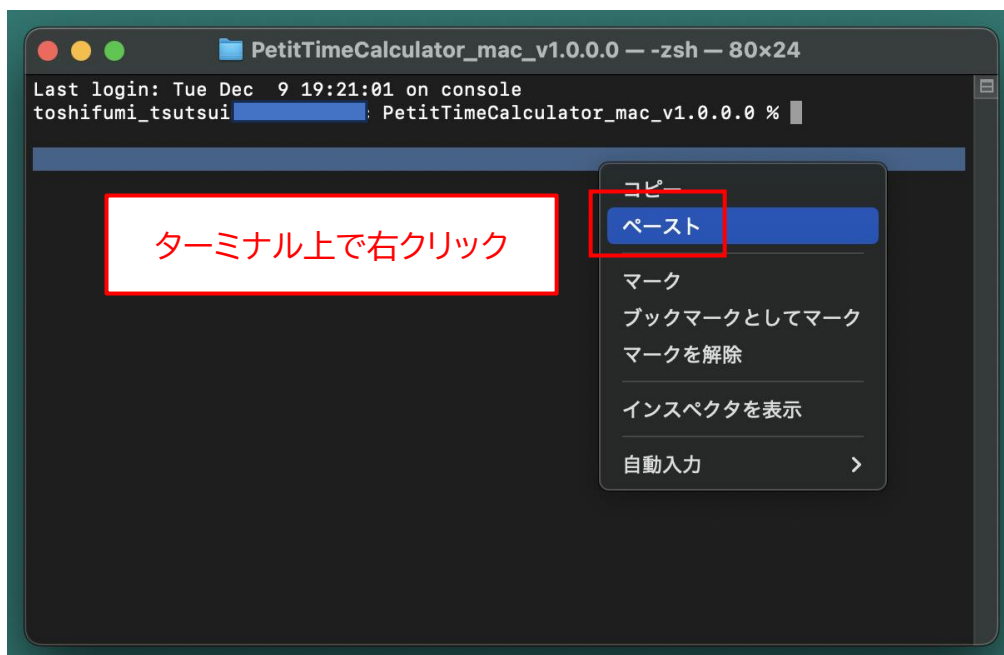 PetitTimeCalculator_mac_v1.0.0.0 — -zsh — 80×24
Last login: Tue Dec  9 19:21:01 on console
toshifumi_tsutsui : PetitTimeCalculator_mac_v1.0.0.0 %
コピー
ペースト
ターミナル上で右クリック
マーク
ブックマークとしてマーク
マークを解除
インスペクタを表示
自動入力